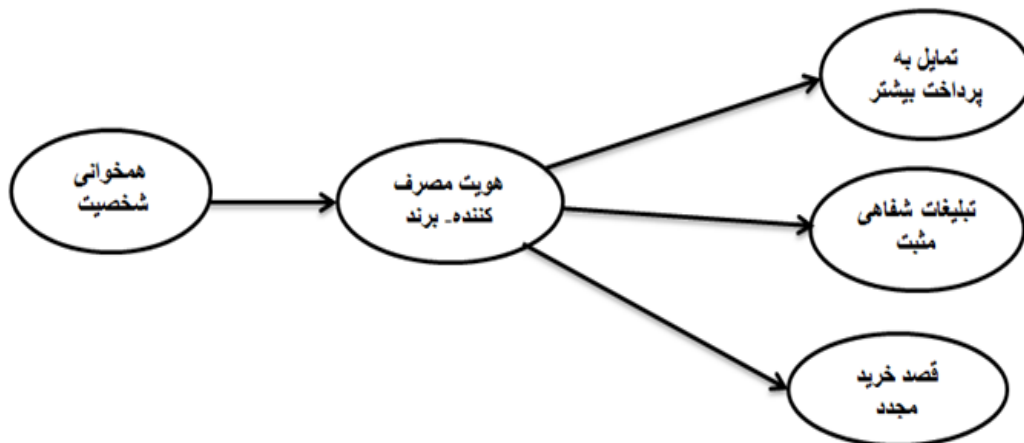 همخوانی
شخصیت
هویت مصرف
کننده- برند
تمایل به
پرداخت بیشتر
تبلیغات شفاهی
مثبت
قصد خرید
مجدد